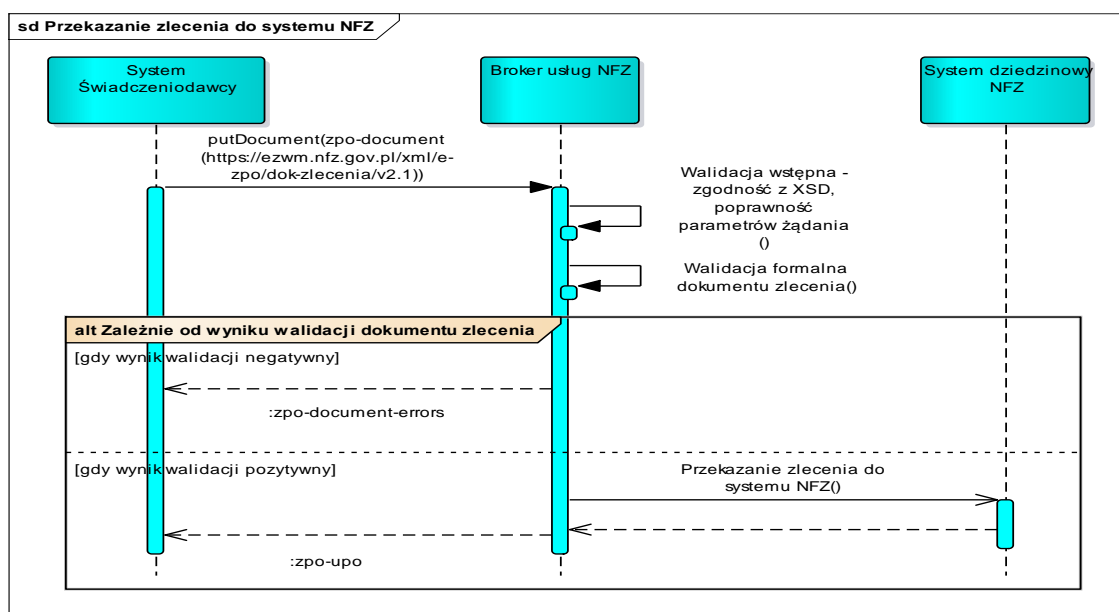 sd Przekazanie zlecenia do systemu NFZ
System
Świadczeniodawcy
Broker usług NFZ
System dziedzinowy
NFZ
putDocument(zpo-document
(https://ezwm.nfz.gov.pl/xml/e-
zpo/dok-zlecenia/v2.1))
Walidacja wstępna -
zgodność z XSD,
poprawność
parametrów żądania
()
Walidacja formalna
dokumentu zlecenia()
alt Zależnie od wyniku walidacji dokumentu zlecenia
[gdy wynik walidacji negatywny]
:zpo-document-errors
[gdy wynik walidacji pozytywny]
Przekazanie zlecenia do
systemu NFZ()
:zpo-upo